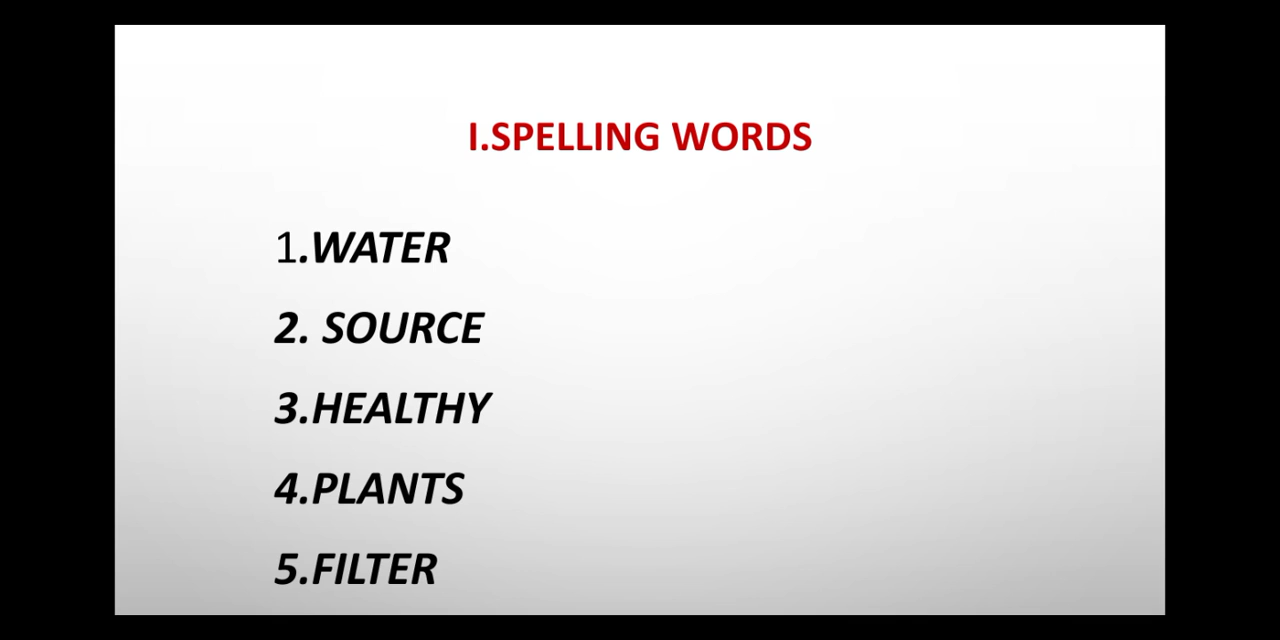 I.SPELLING WORDS
1.WATER
2. SOURCE
3.HEALTHY
4.PLANTS
5.FILTER